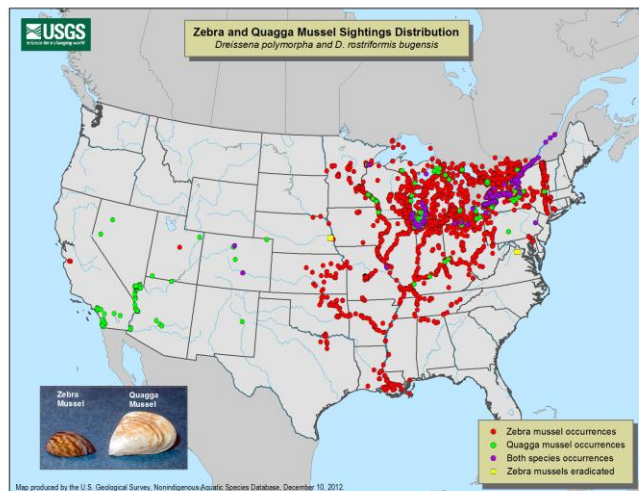 USGS
science for a changing world
Zebra and Quagga Mussel Sightings Distribution
Dreissena polymorpha and D. rostriformis bugensis
Zebra
Mussel
Quagga
Mussel
Zebra mussel occurrences
Quagga mussel occurrences
Both species occurrences
Zebra mussels eradicated
Map produced by the U.S. Geological Survey, Nonindigenous Aquatic Species Database, December 10, 2012.